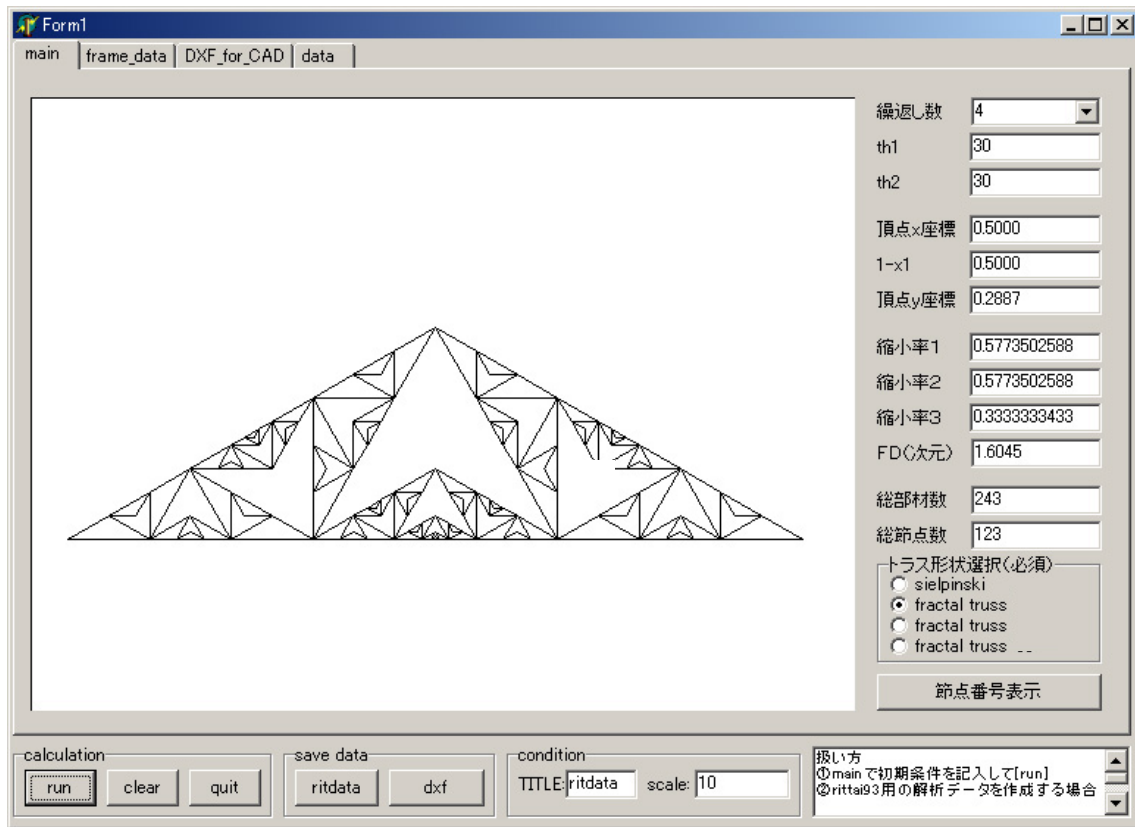 Form1
main frame_data DXF_for_CAD data
繰返し数 4
th1 30
th2 30
頂点x座標 0.5000
1-x1 0.5000
頂点y座標 0.2887
縮小率1 0.5773502588
縮小率2 0.5773502588
縮小率3 0.3333333433
FD(次元) 1.6045
総部材数 243
総節点数 123
トラス形状選択(必須)
sielpinski
fractal truss
fractal truss
fractal truss
節点番号表示
calculation
run clear quit
save data
ritdata dxf
condition
TITTLE: ritdata scale: 10
扱い方
①mainで初期条件を記入して[run]
②rittai93用の解析データを作成する場合